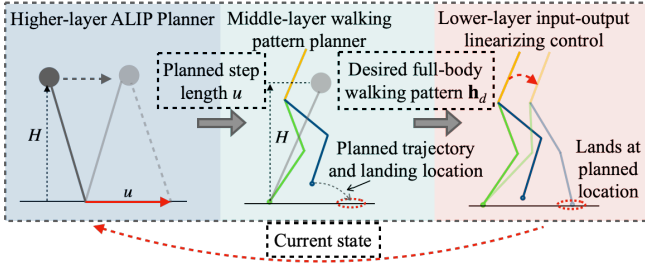 Higher-layer ALIP Planner
H
u
Planned step
length u
Middle-layer walking
pattern planner
H
Planned trajectory
and landing location
Desired full-body
walking pattern h_d
Lower-layer input-output
linearizing control
Lands at
planned
location
Current state